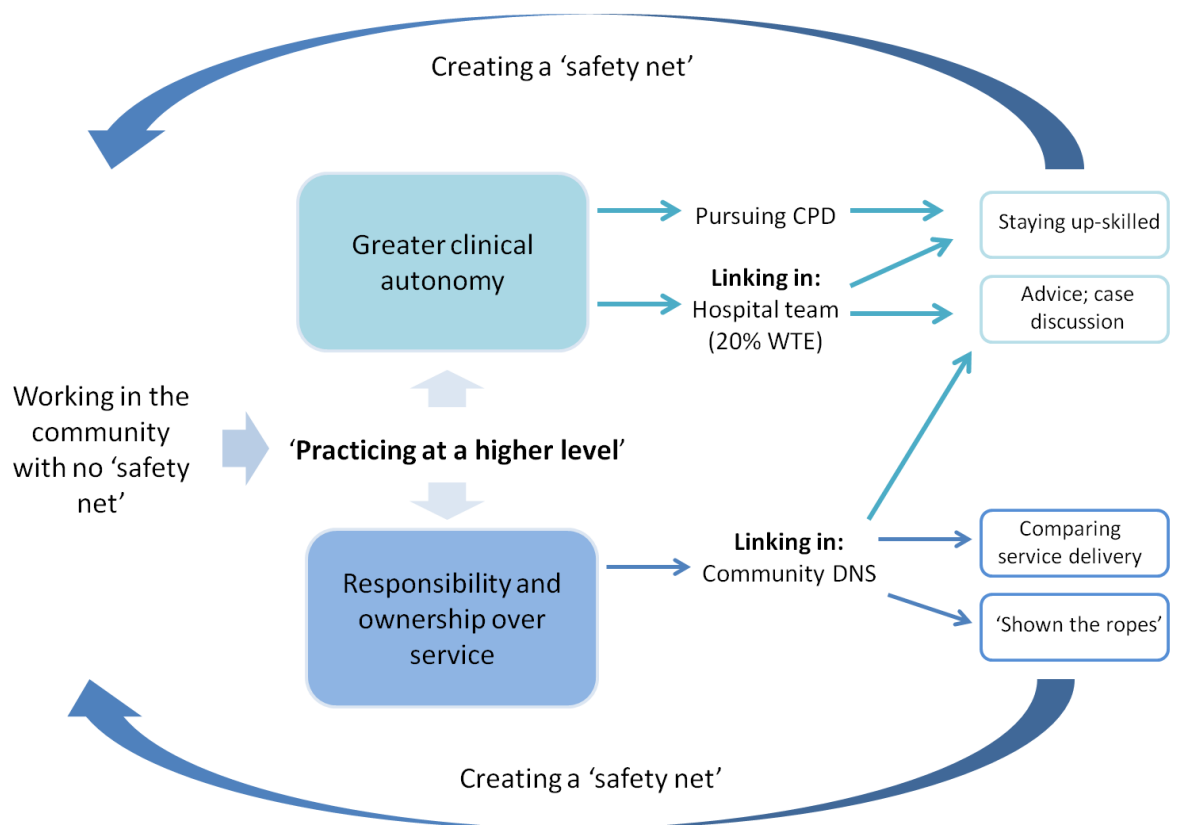 Creating a ‘safety net’
Greater clinical
autonomy
Pursuing CPD
Staying up-skilled
Linking in:
Hospital team
(20% WTE)
Advice; case
discussion
Working in the
community
with no ‘safety
net’
‘Practicing at a higher level’
Responsibility and
ownership over
service
Linking in:
Community DNS
Comparing
service delivery
‘Shown the ropes’
Creating a ‘safety net’